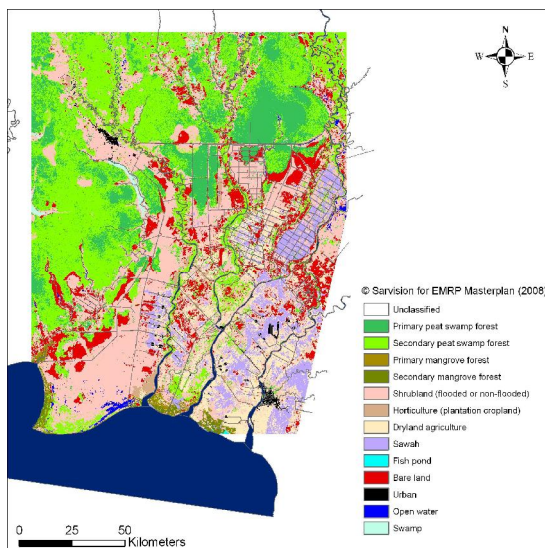 N
W E
S
© Sarvision for EMRP Masterplan (2008)
Unclassified
Primary peat swamp forest
Secondary peat swamp forest
Primary mangrove forest
Secondary mangrove forest
Shrubland (flooded or non-flooded)
Horticulture (plantation cropland)
Dryland agriculture
Sawah
Fish pond
Bare land
Urban
Open water
Swamp
0 25 50
Kilometers